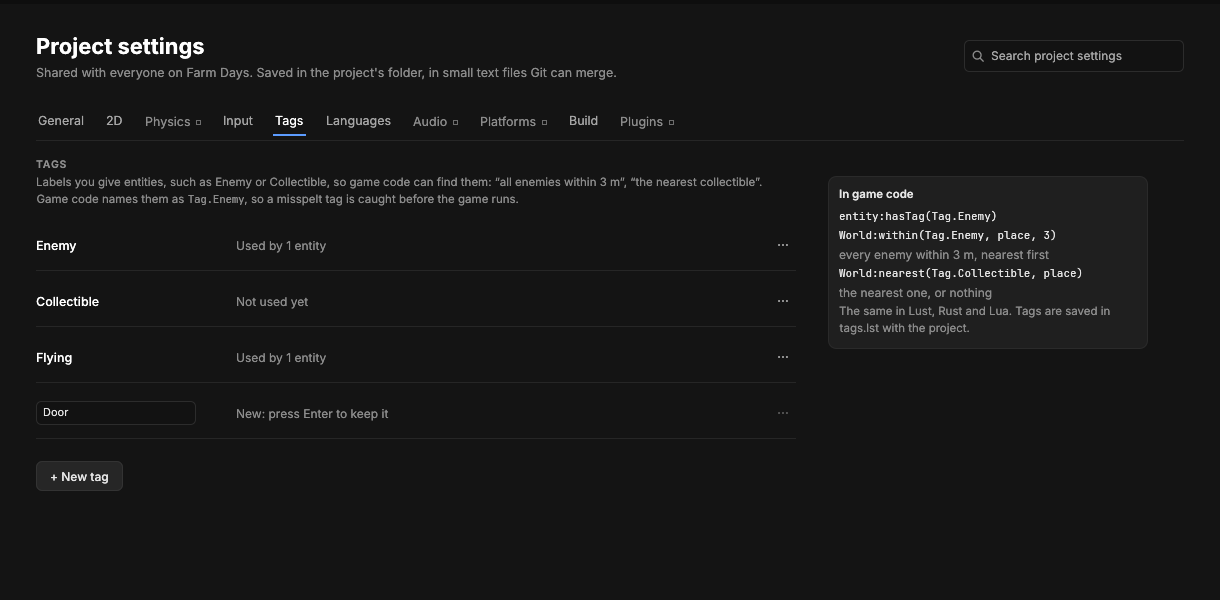 Project settings
Shared with everyone on Farm Days. Saved in the project's folder, in small text files Git can merge.
Search project settings
General 2D Physics Input Tags Languages Audio Platforms Build Plugins
TAGS
Labels you give entities, such as Enemy or Collectible, so game code can find them: “all enemies within 3 m”, “the nearest collectible”.
Game code names them as Tag.Enemy, so a misspelt tag is caught before the game runs.
Enemy Used by 1 entity ...
Collectible Not used yet ...
Flying Used by 1 entity ...
Door New: press Enter to keep it ...
+ New tag
In game code
entity:hasTag(Tag.Enemy)
World:within(Tag.Enemy, place, 3)
every enemy within 3 m, nearest first
World:nearest(Tag.Collectible, place)
the nearest one, or nothing
The same in Lust, Rust and Lua. Tags are saved in
tags.lst with the project.